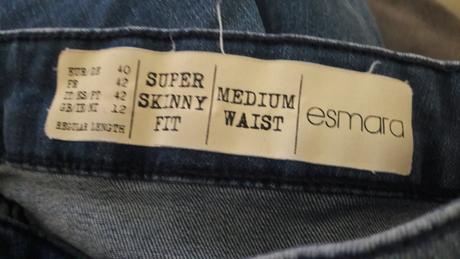 EUR/DE 40
FR 42
IT/ES/PT 42
GB/IE/NI 12
REGULAR LENGTH
SUPER
SKINNY
FIT
MEDIUM
WAIST
esmara